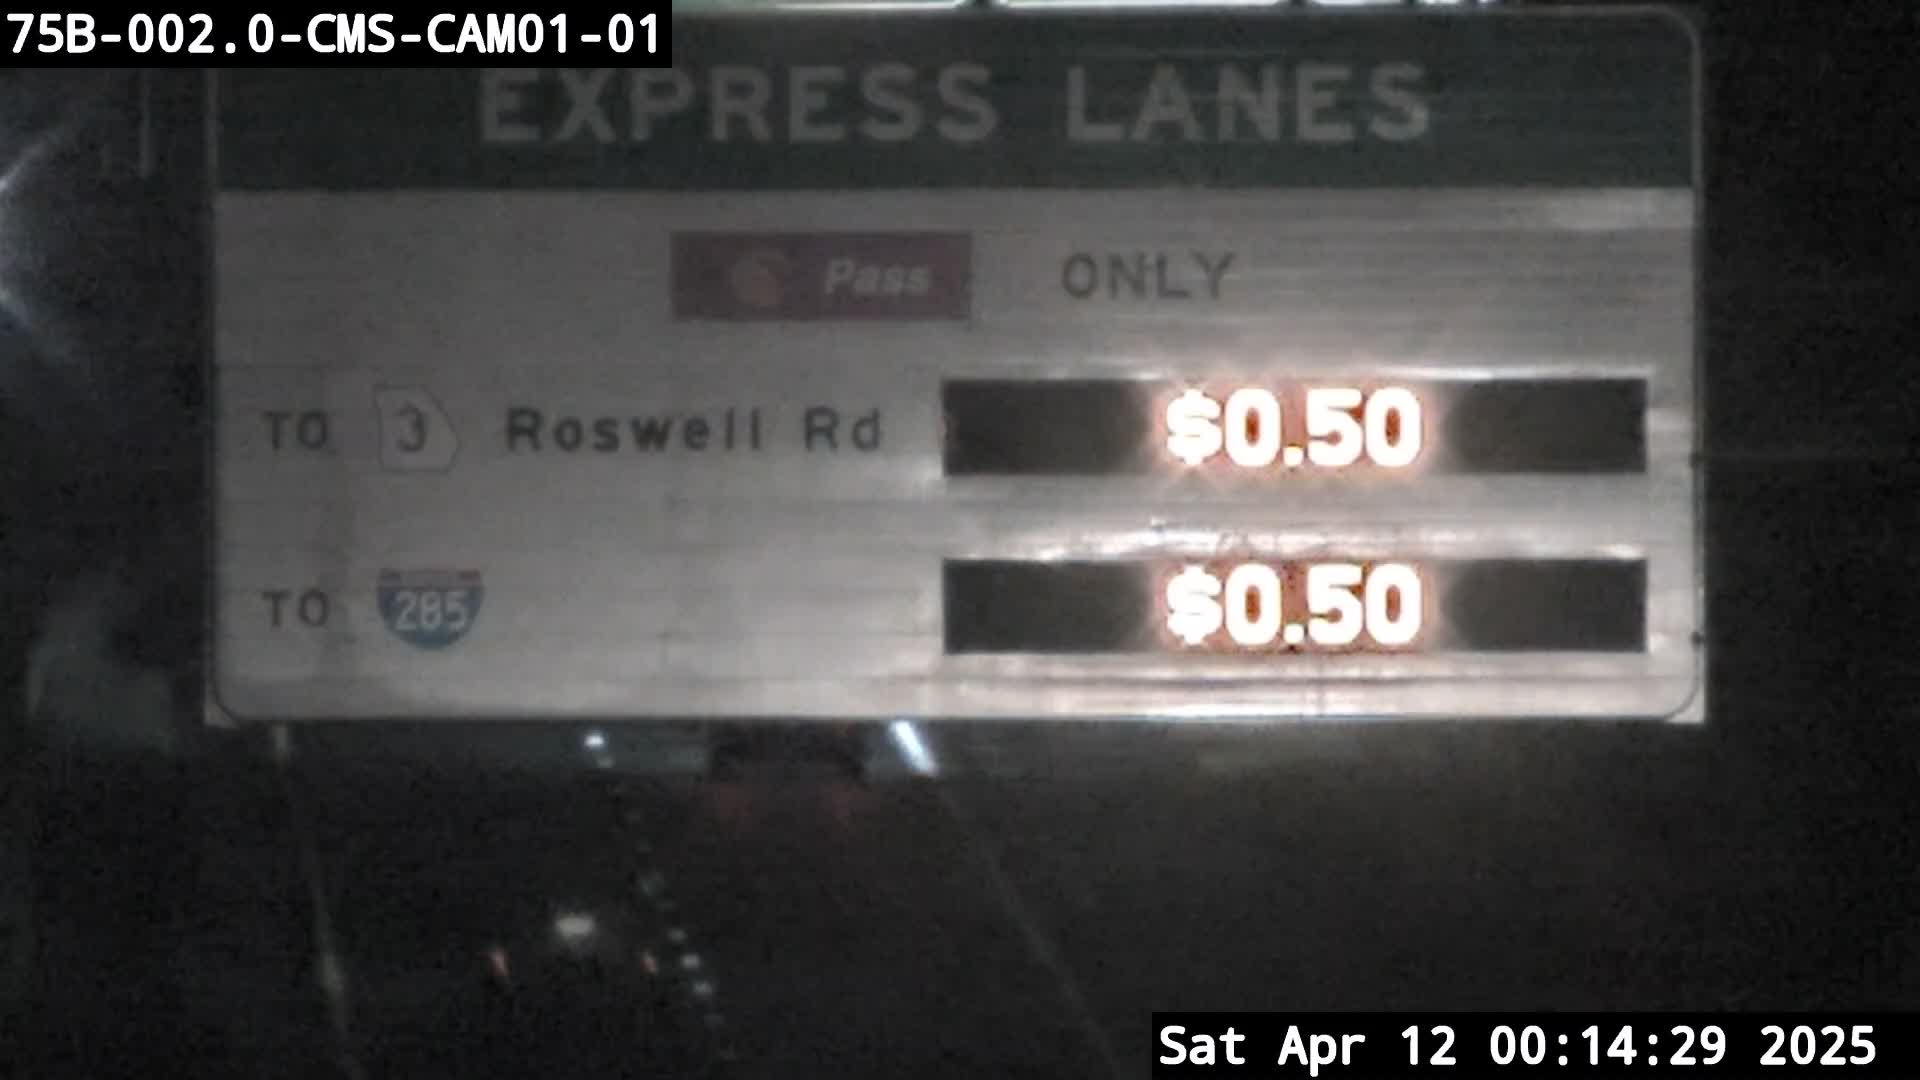 75B-002.0-CMS-CAM01-01
EXPRESS LANES
Pass ONLY
TO 3 Roswell Rd $0.50
TO 285 $0.50
Sat Apr 12 00:14:29 2025